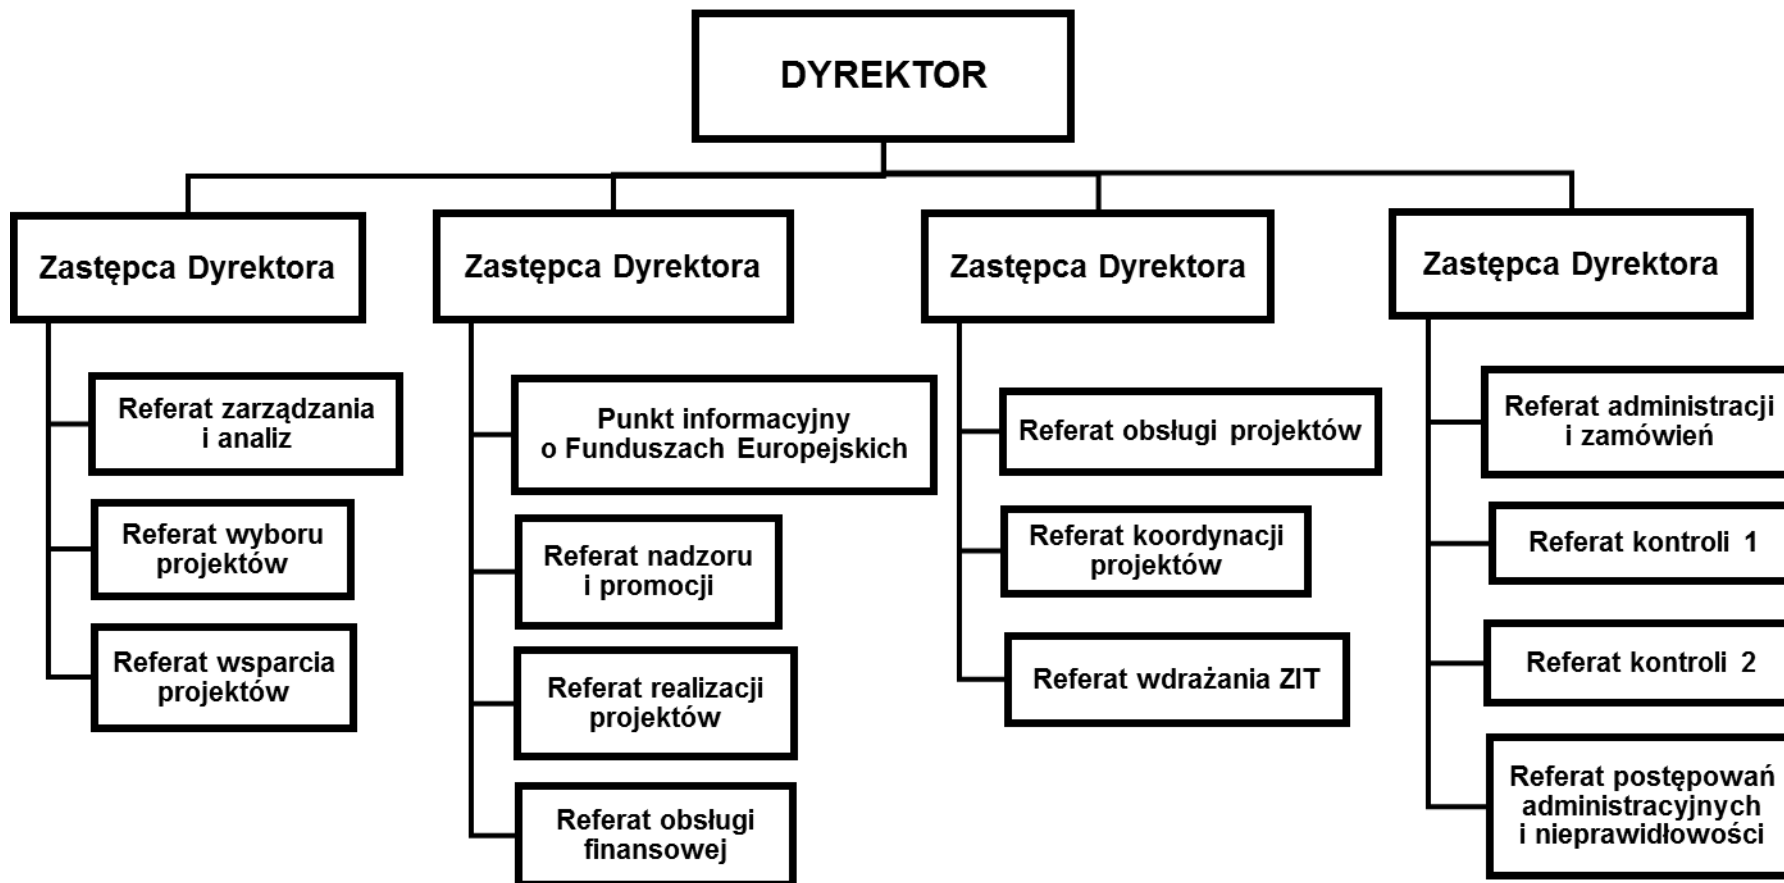 DYREKTOR
Zastępca Dyrektora
Referat zarządzania
i analiz
Referat wyboru
projektów
Referat wsparcia
projektów
Zastępca Dyrektora
Punkt informacyjny
o Funduszach Europejskich
Referat nadzoru
i promocji
Referat realizacji
projektów
Referat obsługi
finansowej
Zastępca Dyrektora
Referat obsługi projektów
Referat koordynacji
projektów
Referat wdrażania ZIT
Zastępca Dyrektora
Referat administracji
i zamówień
Referat kontroli 1
Referat kontroli 2
Referat postępowań
administracyjnych
i nieprawidłowości